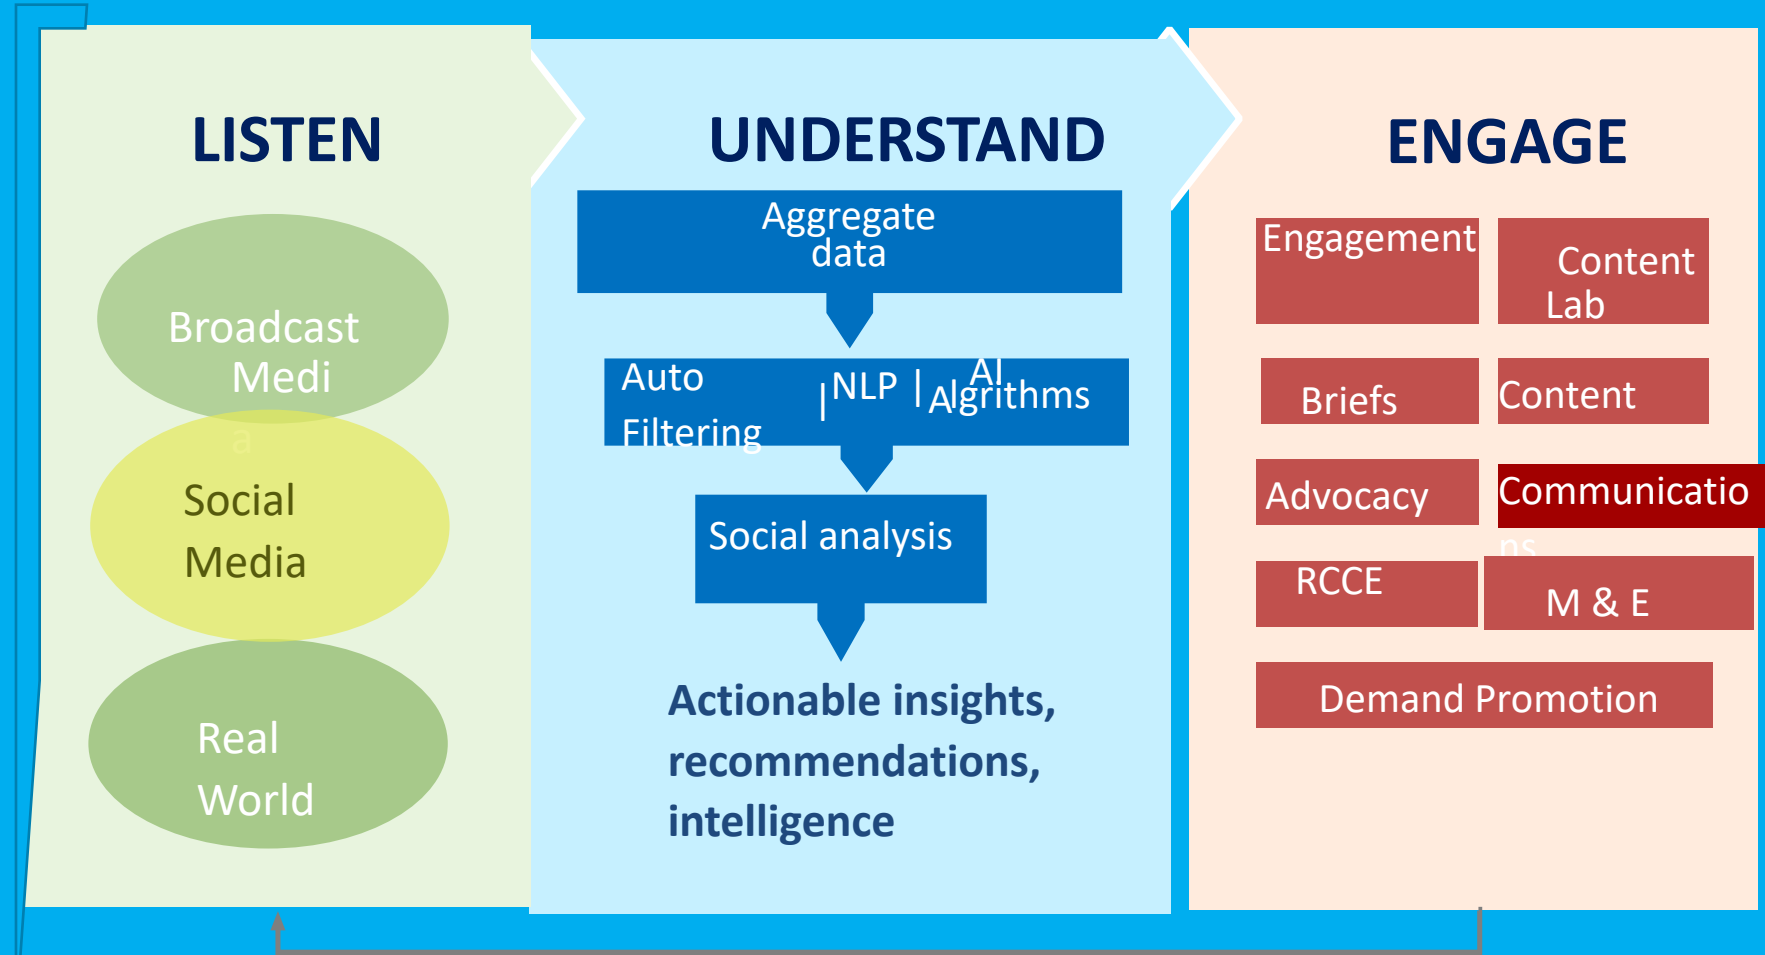 LISTEN
Broadcast
Medi
a
Social
Media
Real
World
UNDERSTAND
Aggregate
data
Auto
Filtering
| NLP | AI
Algrithms
Social analysis
Actionable insights,
recommendations,
intelligence
ENGAGE
Engagement
Content
Lab
Briefs
Content
Advocacy
Communicatio
ns
RCCE
M & E
Demand Promotion